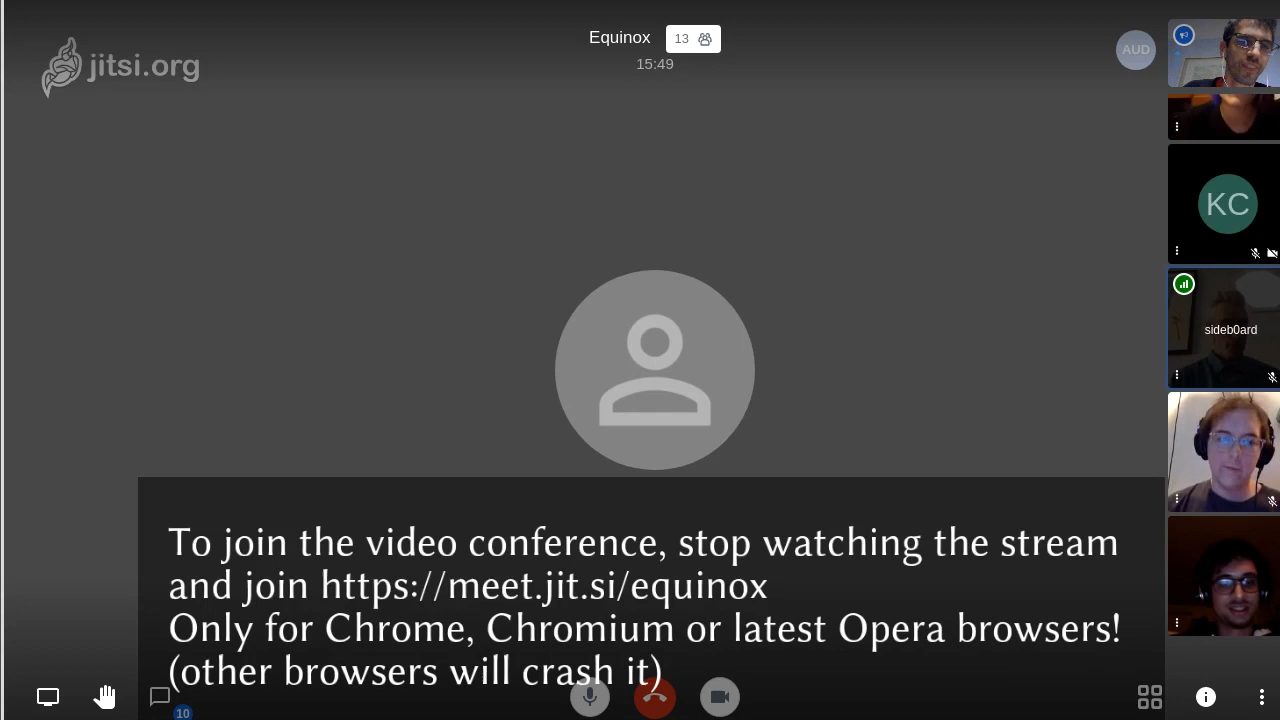 jitsi.org
Equinox 13
15:49
AUD
KC
sideb0ard
To join the video conference, stop watching the stream
and join https://meet.jit.si/equinox
Only for Chrome, Chromium or latest Opera browsers!
(other browsers will crash it)
10